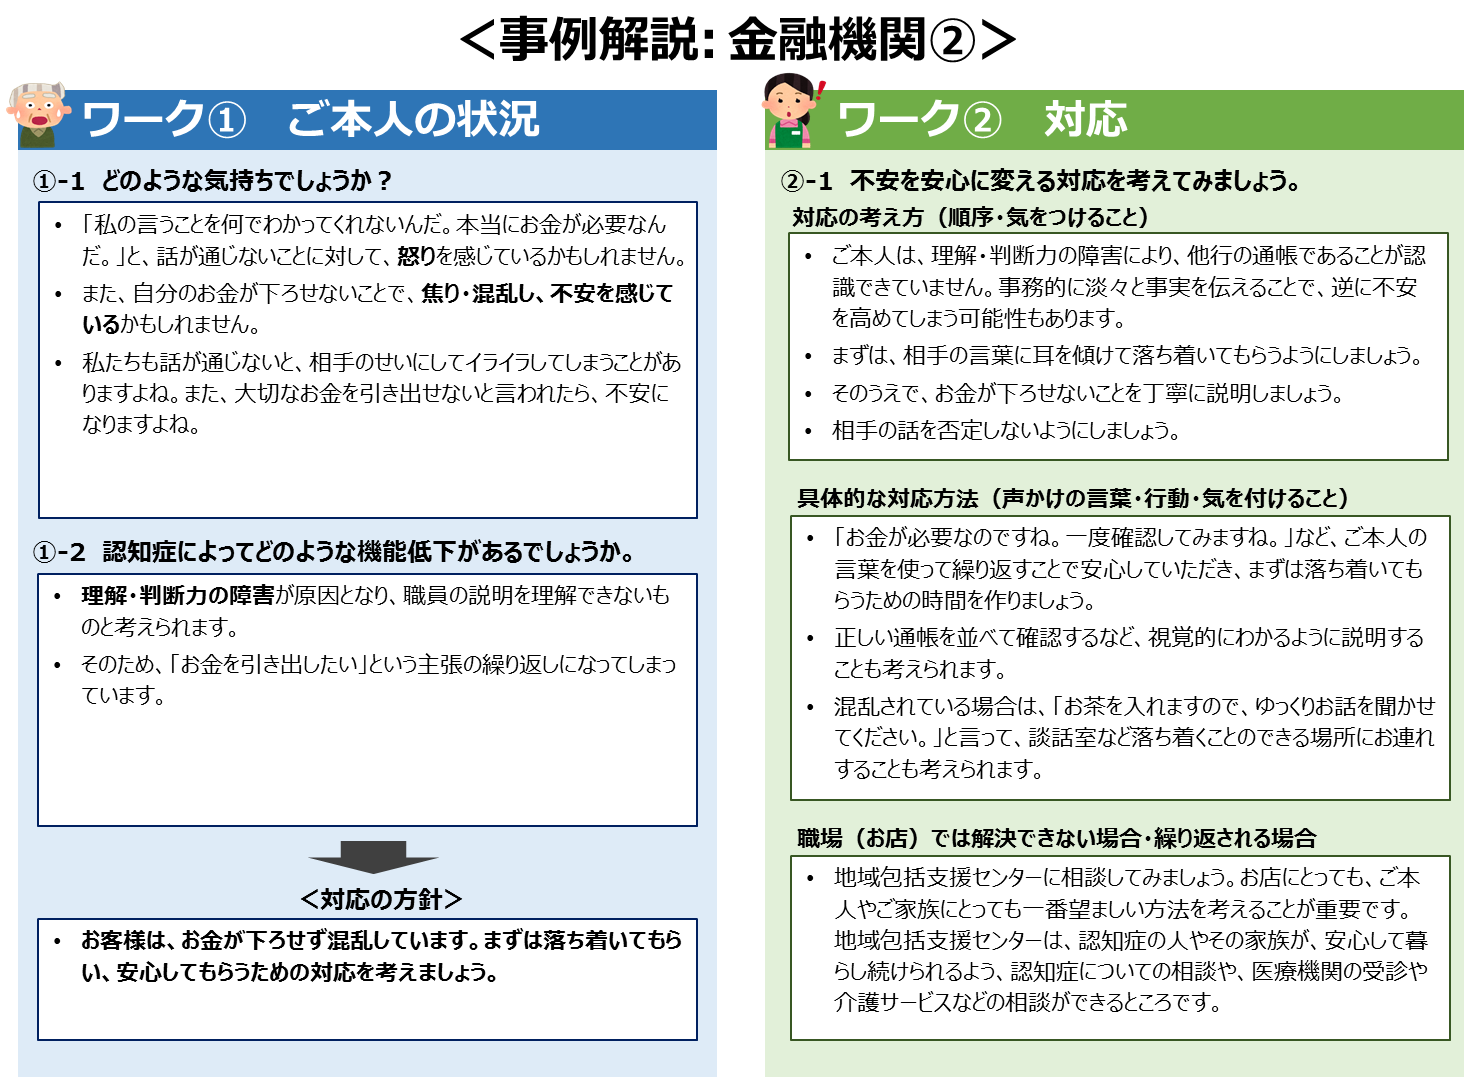 ＜事例解説：金融機関②＞
ワーク①　ご本人の状況
①-1 どのような気持ちでしょうか？
• 「私の言うことを何でわかってくれないんだ。本当にお金が必要なん
だ。」と、話が通じないことに対して、怒りを感じているかもしれません。
• また、自分のお金が下ろせないことで、焦り・混乱し、不安を感じて
いるかもしれません。
• 私たちも話が通じないと、相手のせいにしてイライラしてしまうことがあ
りますよね。また、大切なお金を引き出せないと言われたら、不安に
なりますよね。
①-2 認知症によってどのような機能低下があるでしょうか。
• 理解・判断力の障害が原因となり、職員の説明を理解できないも
のと考えられます。
• そのため、「お金を引き出したい」という主張の繰り返しになってしまっ
ています。
＜対応の方針＞
• お客様は、お金が下ろせず混乱しています。まずは落ち着いてもら
い、安心してもらうための対応を考えましょう。
ワーク②　対応
②-1 不安を安心に変える対応を考えてみましょう。
対応の考え方（順序・気をつけること）
• ご本人は、理解・判断力の障害により、他行の通帳であることが認
識できていません。事務的に淡々と事実を伝えることで、逆に不安
を高めてしまう可能性もあります。
• まずは、相手の言葉に耳を傾けて落ち着いてもらうようにしましょう。
• そのうえで、お金が下ろせないことを丁寧に説明しましょう。
• 相手の話を否定しないようにしましょう。
具体的な対応方法（声かけの言葉・行動・気を付けること）
• 「お金が必要なのですね。一度確認してみますね。」など、ご本人の
言葉を使って繰り返すことで安心していただき、まずは落ち着いても
らうための時間を作りましょう。
• 正しい通帳を並べて確認するなど、視覚的にわかるように説明する
ことも考えられます。
• 混乱されている場合は、「お茶を入れますので、ゆっくりお話を聞かせ
てください。」と言って、談話室など落ち着くことのできる場所にお連れ
することも考えられます。
職場（お店）では解決できない場合・繰り返される場合
• 地域包括支援センターに相談してみましょう。お店にとっても、ご本
人やご家族にとっても一番望ましい方法を考えることが重要です。
地域包括支援センターは、認知症の人やその家族が、安心して暮
らし続けられるよう、認知症についての相談や、医療機関の受診や
介護サービスなどの相談ができるところです。